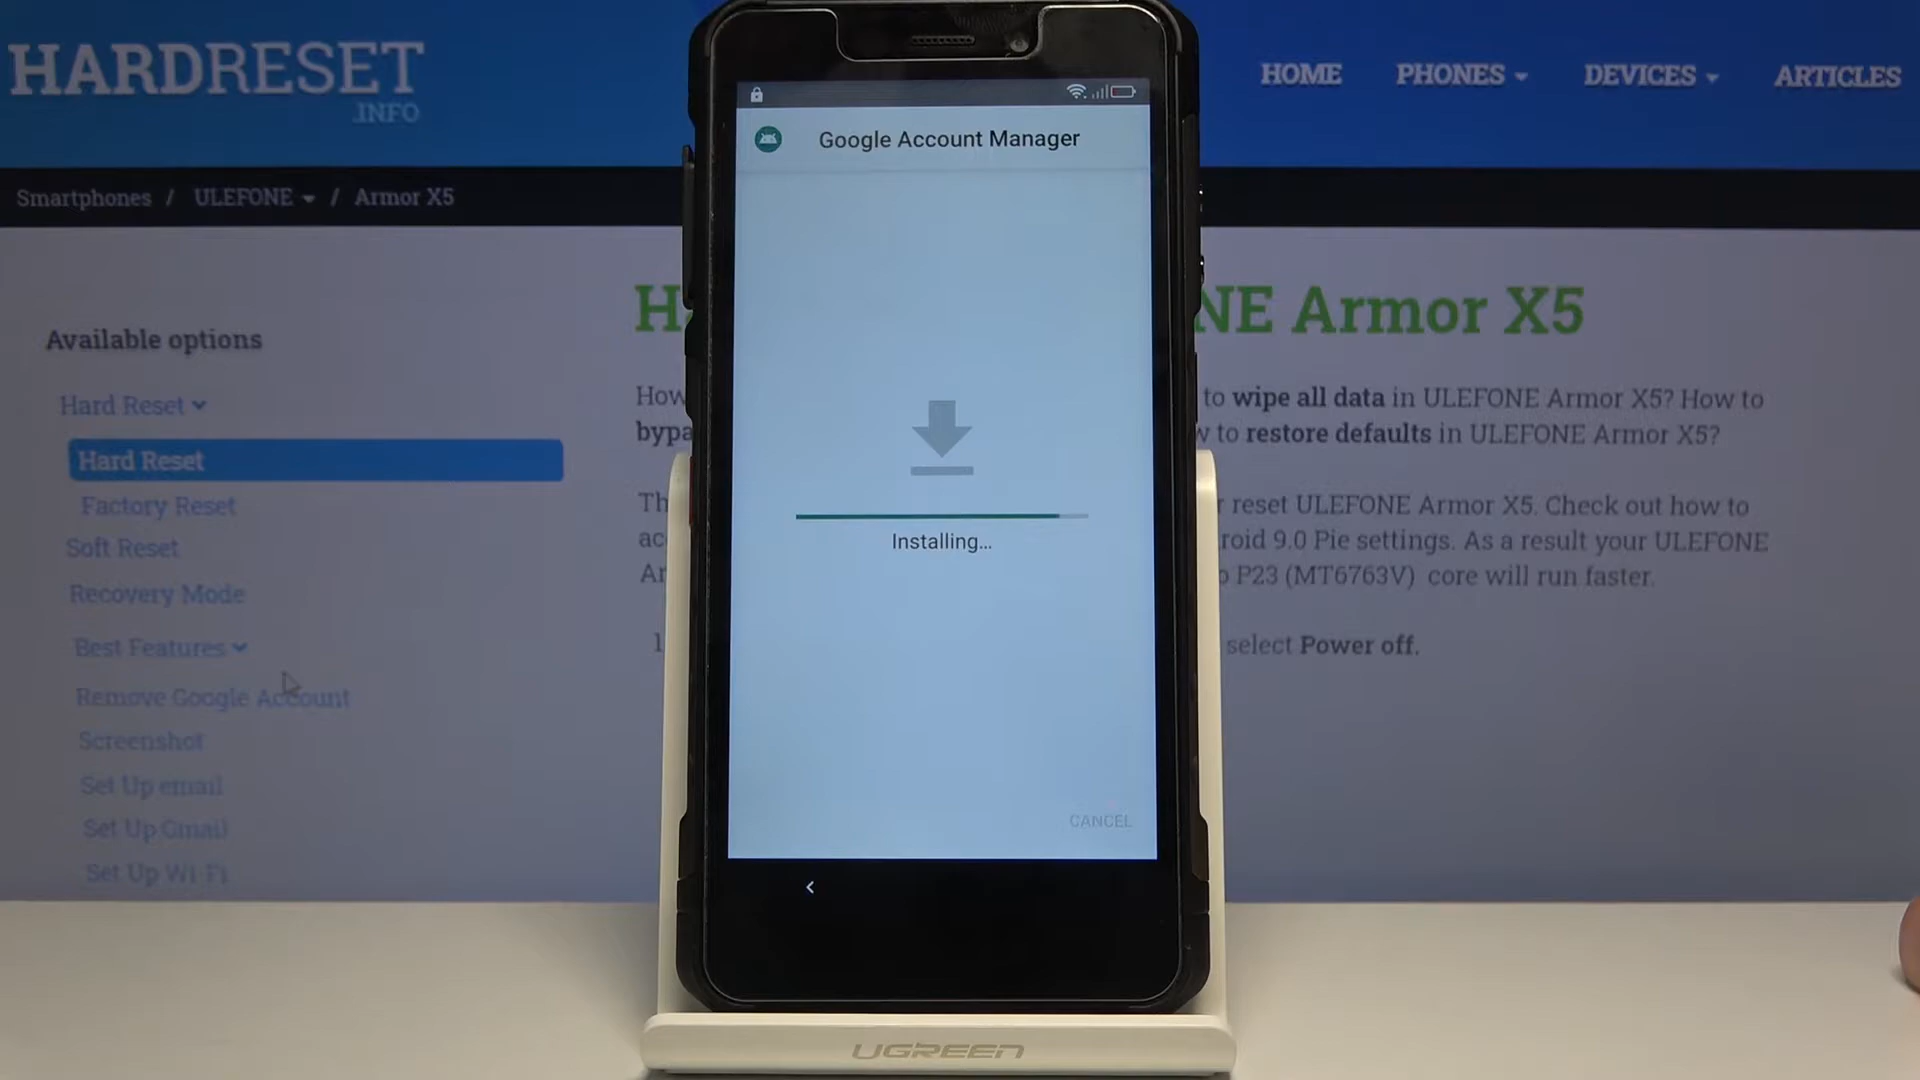 HARDRESET
.INFO
HOME
PHONES
DEVICES
ARTICLES
Smartphones / ULEFONE / Armor X5
Available options
Hard Reset
Hard Reset
Factory Reset
Soft Reset
Recovery Mode
Best Features
Remove Google Account
Screenshot
Set Up email
Set Up Gmail
Set Up Wi-Fi
H NE Armor X5
How to wipe all data in ULEFONE Armor X5? How to
bypa w to restore defaults in ULEFONE Armor X5?
Th r reset ULEFONE Armor X5. Check out how to
ac roid 9.0 Pie settings. As a result your ULEFONE
Ar o P23 (MT6763V) core will run faster.
1 select Power off.
Google Account Manager
Installing...
CANCEL
UGREEN